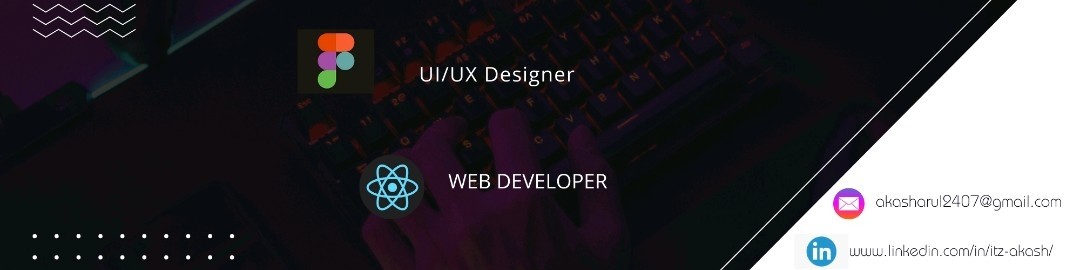 UI/UX Designer
WEB DEVELOPER
akasharul2407@gmail.com
www.linkedin.com/in/itz-akash/